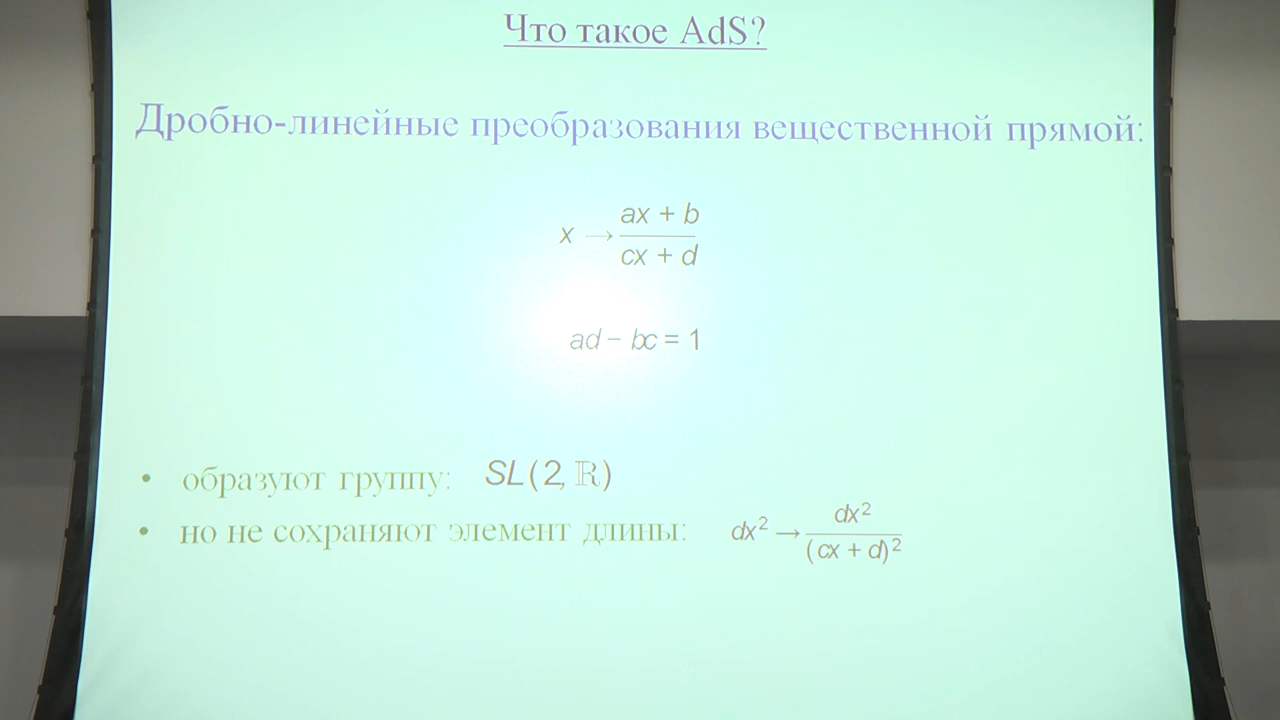 Что такое AdS?
Дробно-линейные преобразования вещественной прямой:
x → (ax + b)/(cx + d)
ad − bc = 1
• образуют группу: SL(2, ℝ)
• но не сохраняют элемент длины: dx² → dx²/(cx + d)²